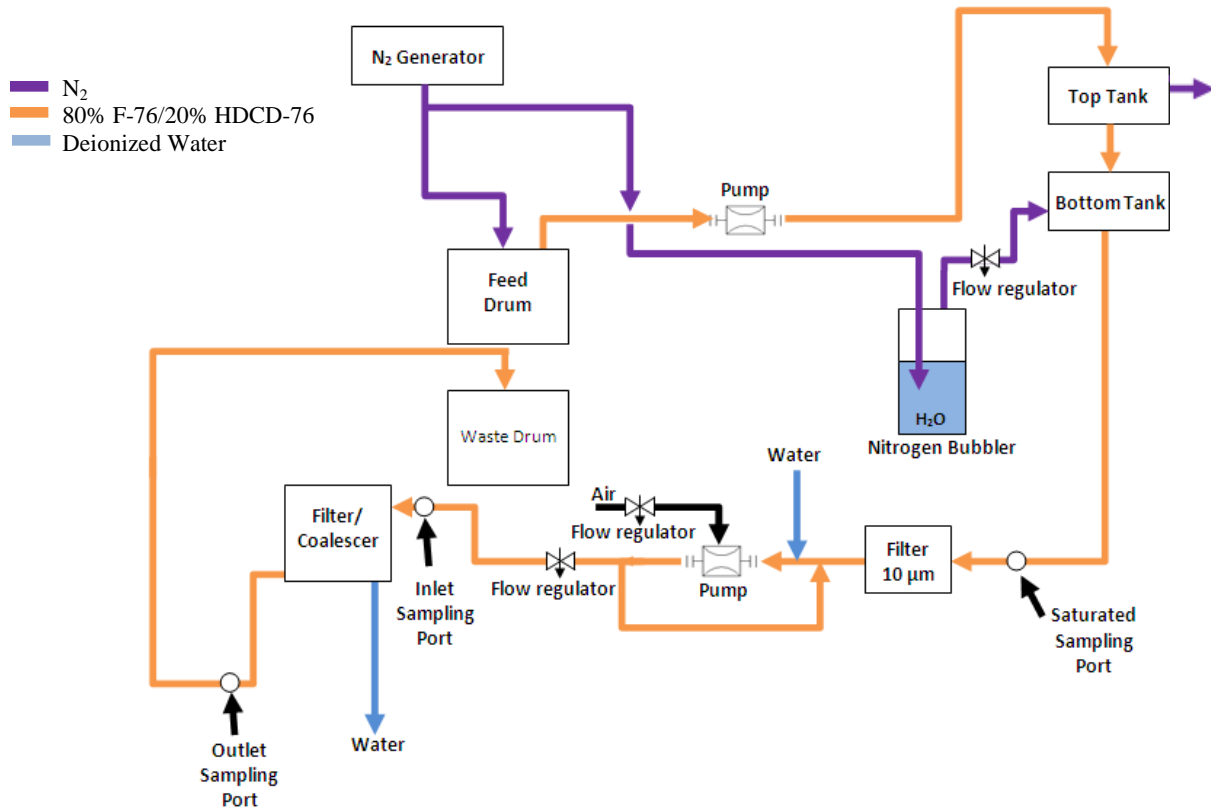 N₂ Generator
N₂
80% F-76/20% HDCD-76
Deionized Water
Top Tank
Pump
Bottom Tank
Feed
Drum
Flow regulator
Waste Drum
H₂O
Nitrogen Bubbler
Water
Air
Flow regulator
Filter/
Coalescer
Filter
10 µm
Flow regulator
Pump
Inlet
Sampling
Port
Saturated
Sampling
Port
Water
Outlet
Sampling
Port